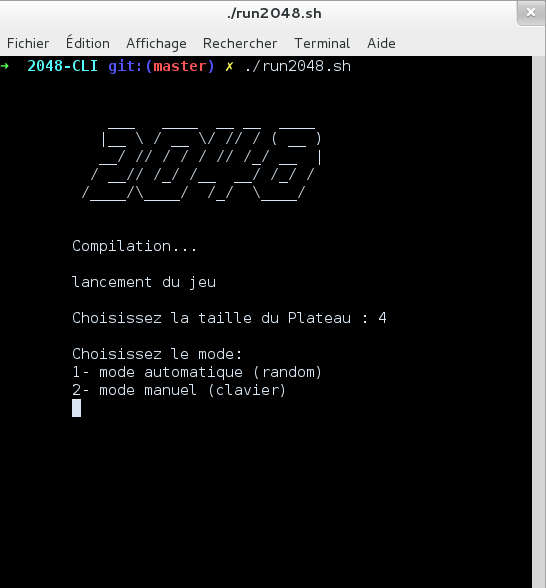 ./run2048.sh
Fichier Édition Affichage Rechercher Terminal Aide
→ 2048-CLI git:(master) ✗ ./run2048.sh
2048
Compilation...
lancement du jeu
Choisissez la taille du Plateau : 4
Choisissez le mode:
1- mode automatique (random)
2- mode manuel (clavier)